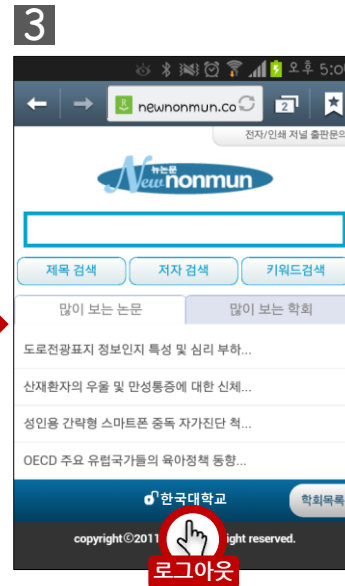 3
오후 5:0
newnonmun.co
2
전자/인쇄 저널 출판문의
뉴논문
Newnonmun
제목 검색 저자 검색 키워드검색
많이 보는 논문 많이 보는 학회
도로전광표지 정보인지 특성 및 심리 부하...
산재환자의 우울 및 만성통증에 대한 신체...
성인용 간략형 스마트폰 중독 자가진단 척...
OECD 주요 유럽국가들의 육아정책 동향...
한국대학교 학회목록
copyright©2011 ight reserved.
로그아웃